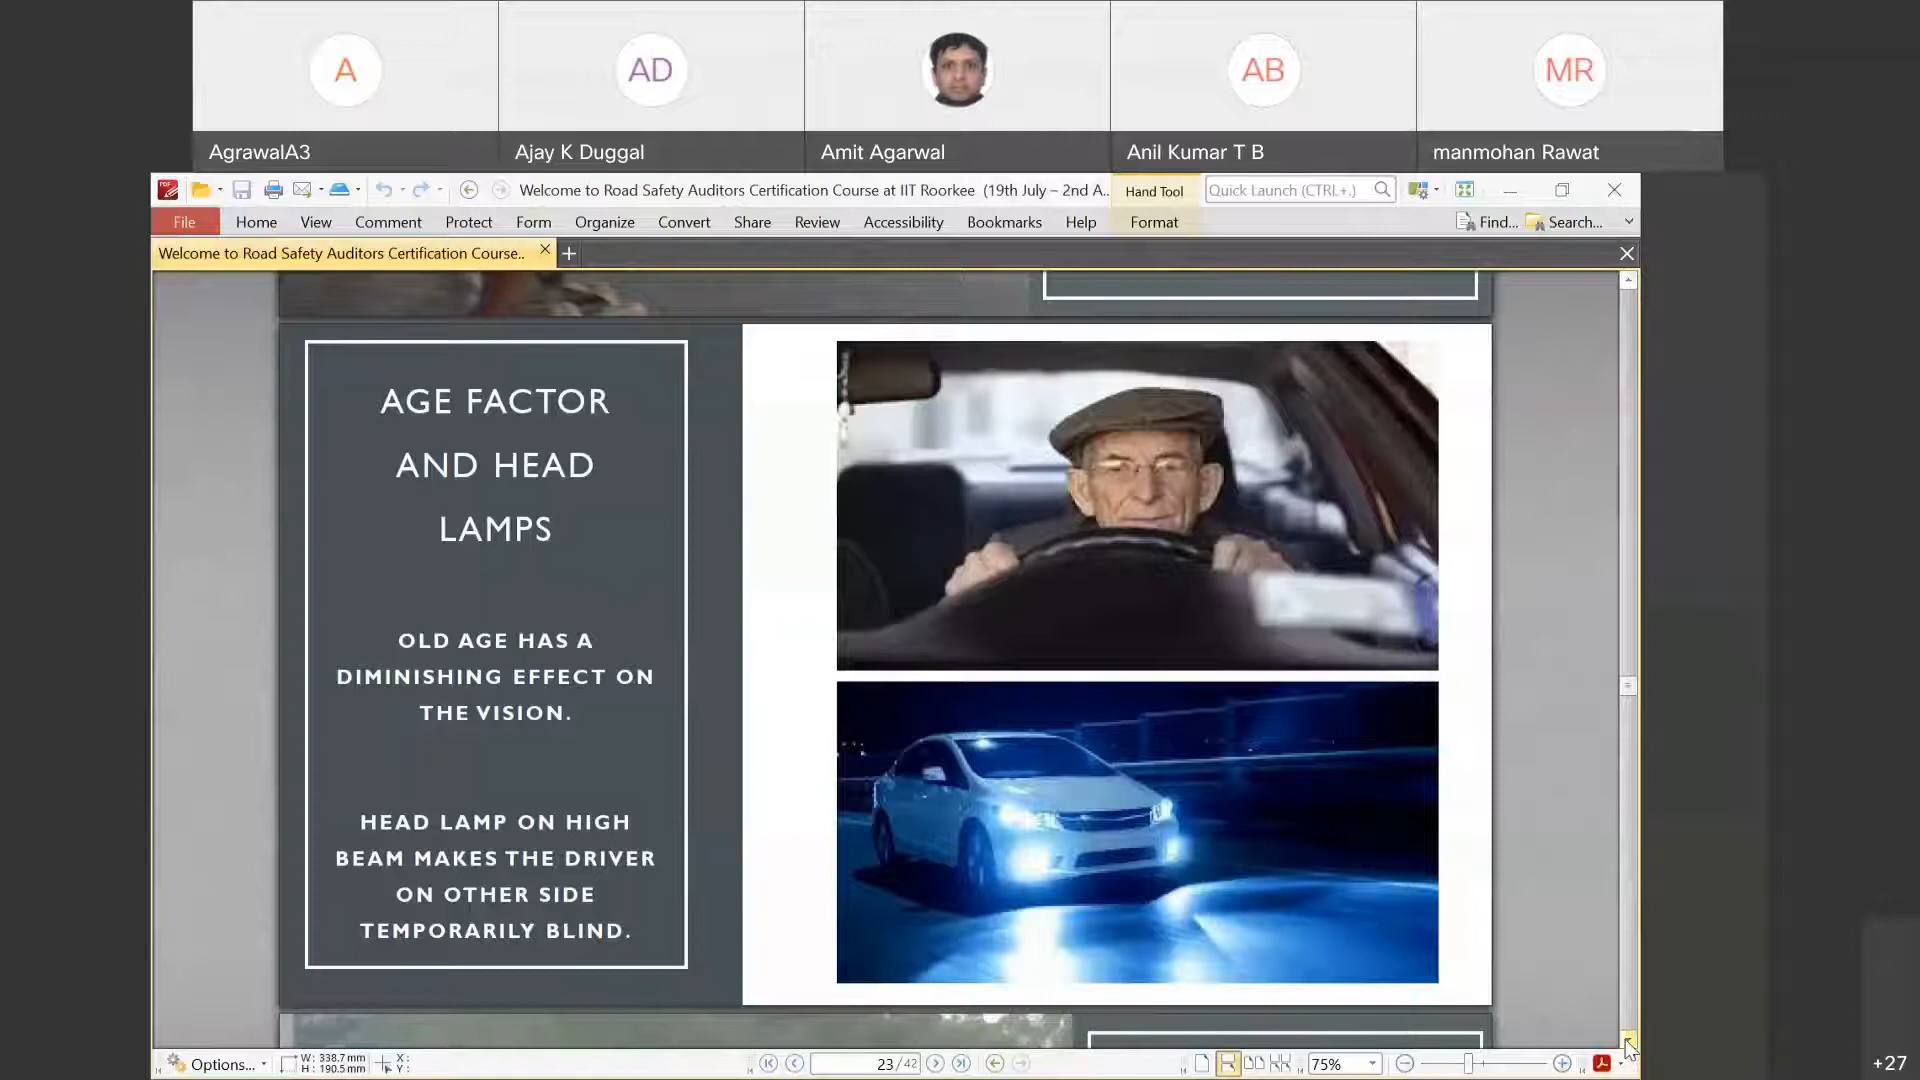 A
AD
AB
MR
AgrawalA3
Ajay K Duggal
Amit Agarwal
Anil Kumar T B
manmohan Rawat
Welcome to Road Safety Auditors Certification Course at IIT Roorkee (19th July – 2nd A...
Hand Tool
Quick Launch (CTRL+.)
File
Home
View
Comment
Protect
Form
Organize
Convert
Share
Review
Accessibility
Bookmarks
Help
Format
Find...
Search...
Welcome to Road Safety Auditors Certification Course..
AGE FACTOR
AND HEAD
LAMPS
OLD AGE HAS A
DIMINISHING EFFECT ON
THE VISION.
HEAD LAMP ON HIGH
BEAM MAKES THE DRIVER
ON OTHER SIDE
TEMPORARILY BLIND.
Options...
W: 338.7 mm
H: 190.5 mm
X:
Y:
23 / 42
75%
+27